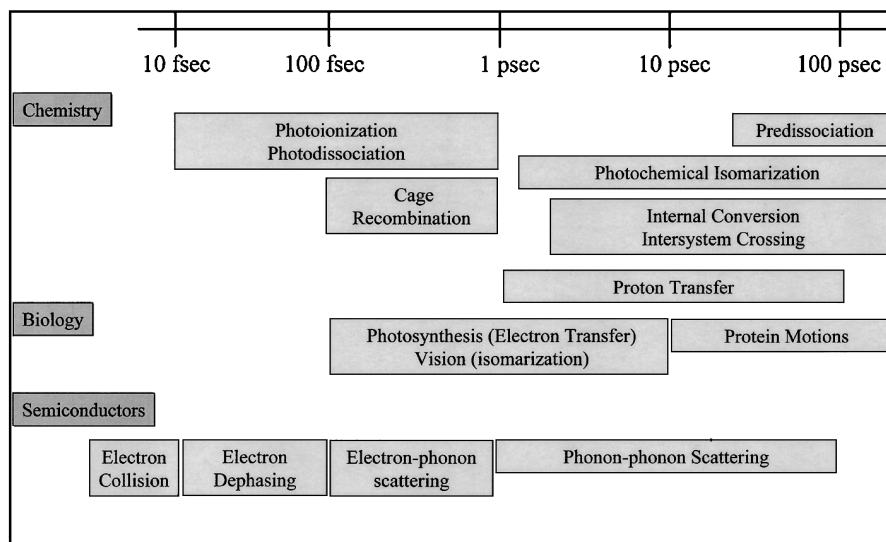 10 fsec
100 fsec
1 psec
10 psec
100 psec
Chemistry
Photoionization
Photodissociation
Predissociation
Photochemical Isomarization
Cage
Recombination
Internal Conversion
Intersystem Crossing
Proton Transfer
Biology
Photosynthesis (Electron Transfer)
Vision (isomarization)
Protein Motions
Semiconductors
Electron
Collision
Electron
Dephasing
Electron-phonon
scattering
Phonon-phonon Scattering